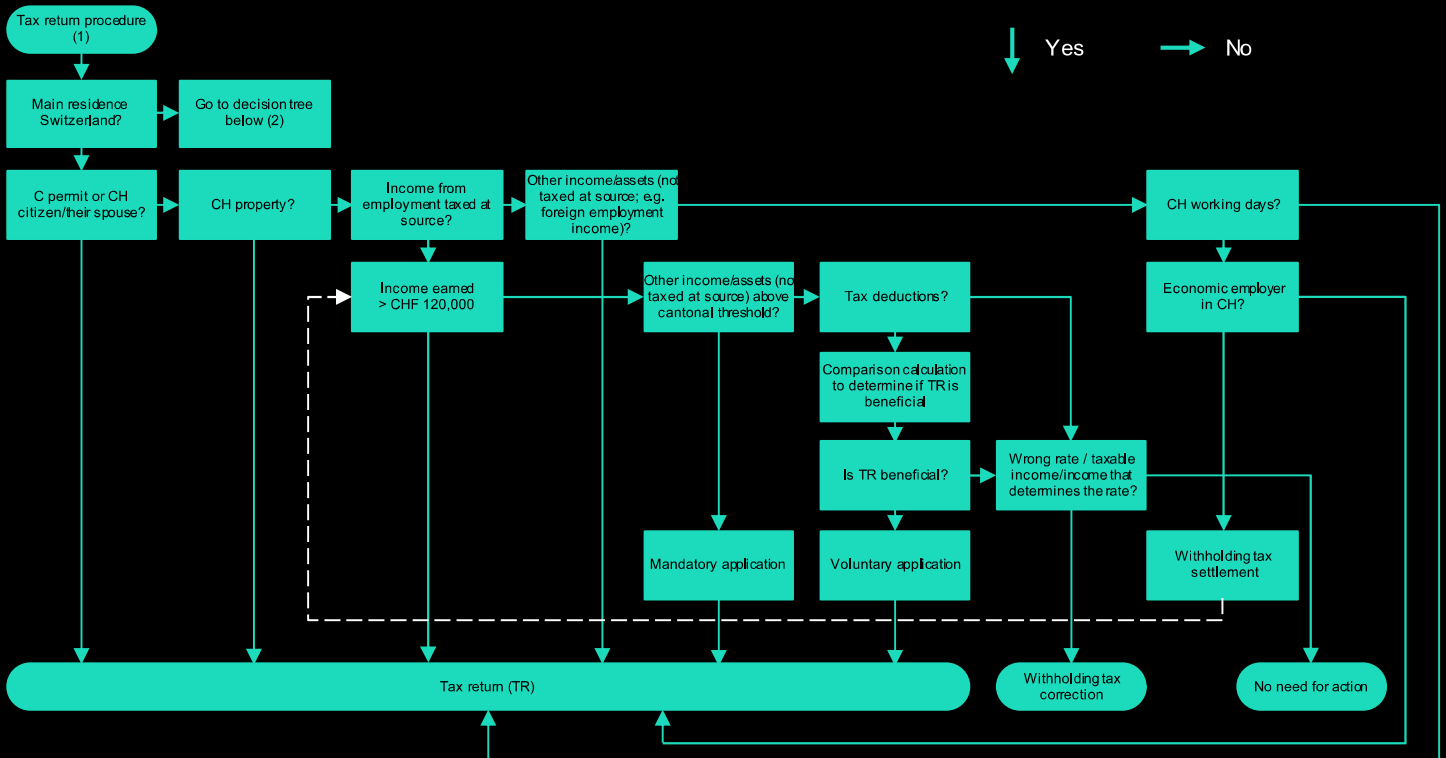 Tax return procedure
(1)
Yes
No
Main residence
Switzerland?
Go to decision tree
below (2)
C permit or CH
citizen/their spouse?
CH property?
Income from
employment taxed at
source?
Other income/assets (not
taxed at source; e.g.
foreign employment
income)?
CH working days?
Income earned
> CHF 120,000
Other income/assets (not
taxed at source) above
cantonal threshold?
Tax deductions?
Economic employer
in CH?
Comparison calculation
to determine if TR is
beneficial
Is TR beneficial?
Wrong rate / taxable
income/income that
determines the rate?
Mandatory application
Voluntary application
Withholding tax
settlement
Tax return (TR)
Withholding tax
correction
No need for action